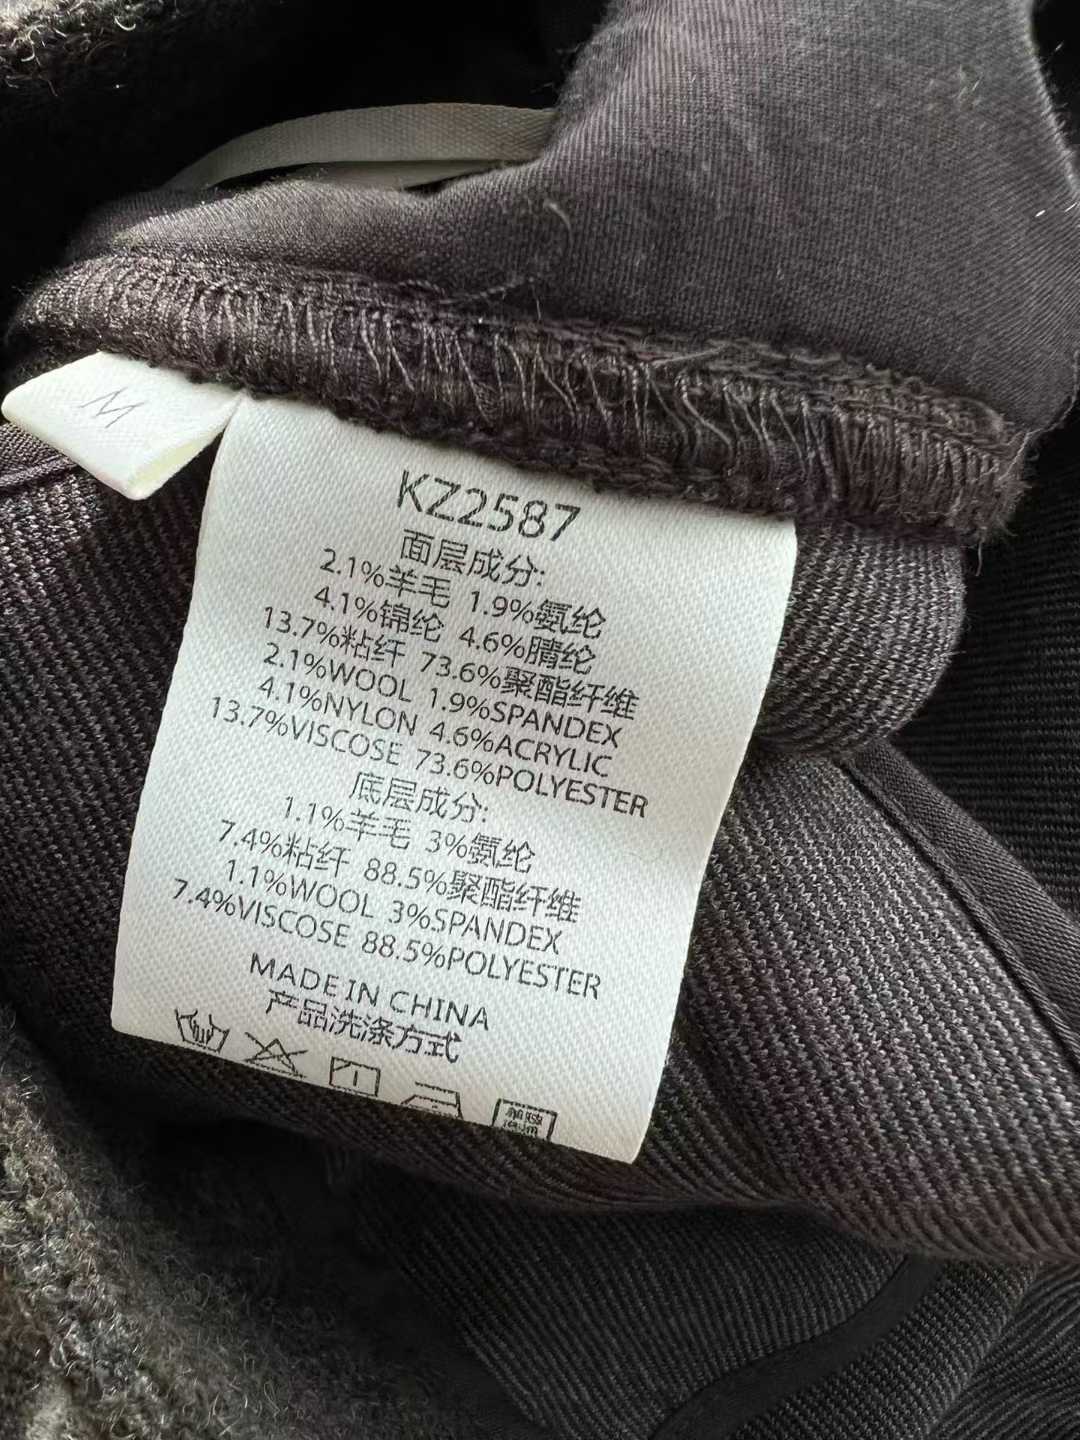 M
KZ2587
面层成分:
2.1%羊毛 1.9%氨纶
4.1%锦纶 4.6%腈纶
13.7%粘纤 73.6%聚酯纤维
2.1%WOOL 1.9%SPANDEX
4.1%NYLON 4.6%ACRYLIC
13.7%VISCOSE 73.6%POLYESTER
底层成分:
1.1%羊毛 3%氨纶
7.4%粘纤 88.5%聚酯纤维
1.1%WOOL 3%SPANDEX
7.4%VISCOSE 88.5%POLYESTER
MADE IN CHINA
产品洗涤方式